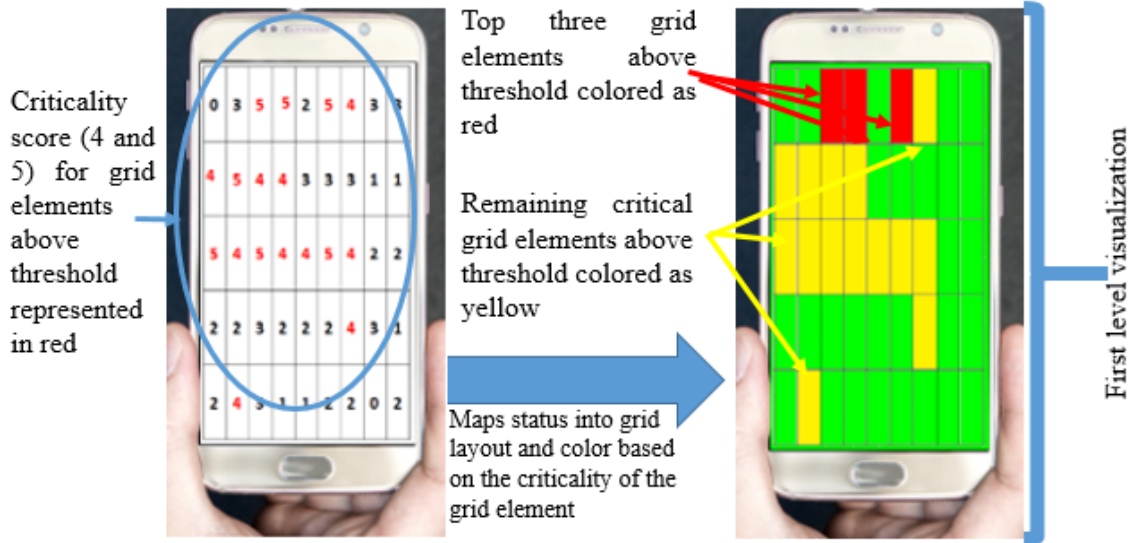 Criticality
score (4 and
5) for grid
elements
above
threshold
represented
in red
0 3 5 5 2 5 4 3 3
4 5 4 4 3 3 3 1 1
5 4 5 4 4 5 4 2 2
2 2 3 2 2 2 4 3 1
2 4 3 1 1 2 2 0 2
Top three grid
elements above
threshold colored as
red
Remaining critical
grid elements above
threshold colored as
yellow
Maps status into grid
layout and color based
on the criticality of the
grid element
First level visualization